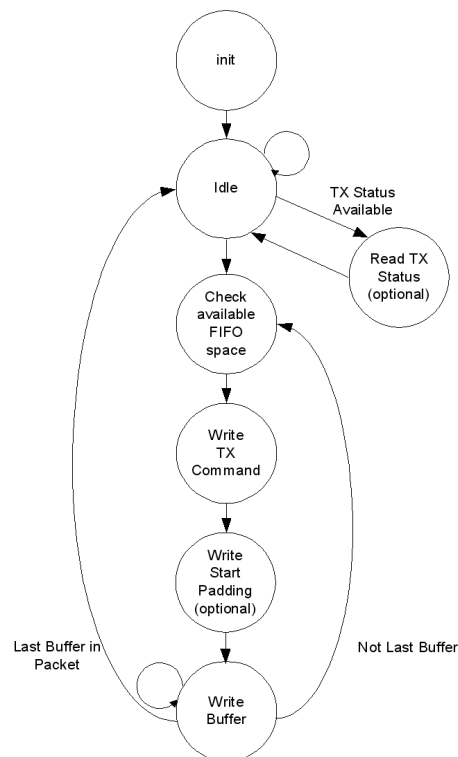 init
Idle
TX Status
Available
Read TX
Status
(optional)
Check
available
FIFO
space
Write
TX
Command
Write
Start
Padding
(optional)
Last Buffer in
Packet
Not Last Buffer
Write
Buffer